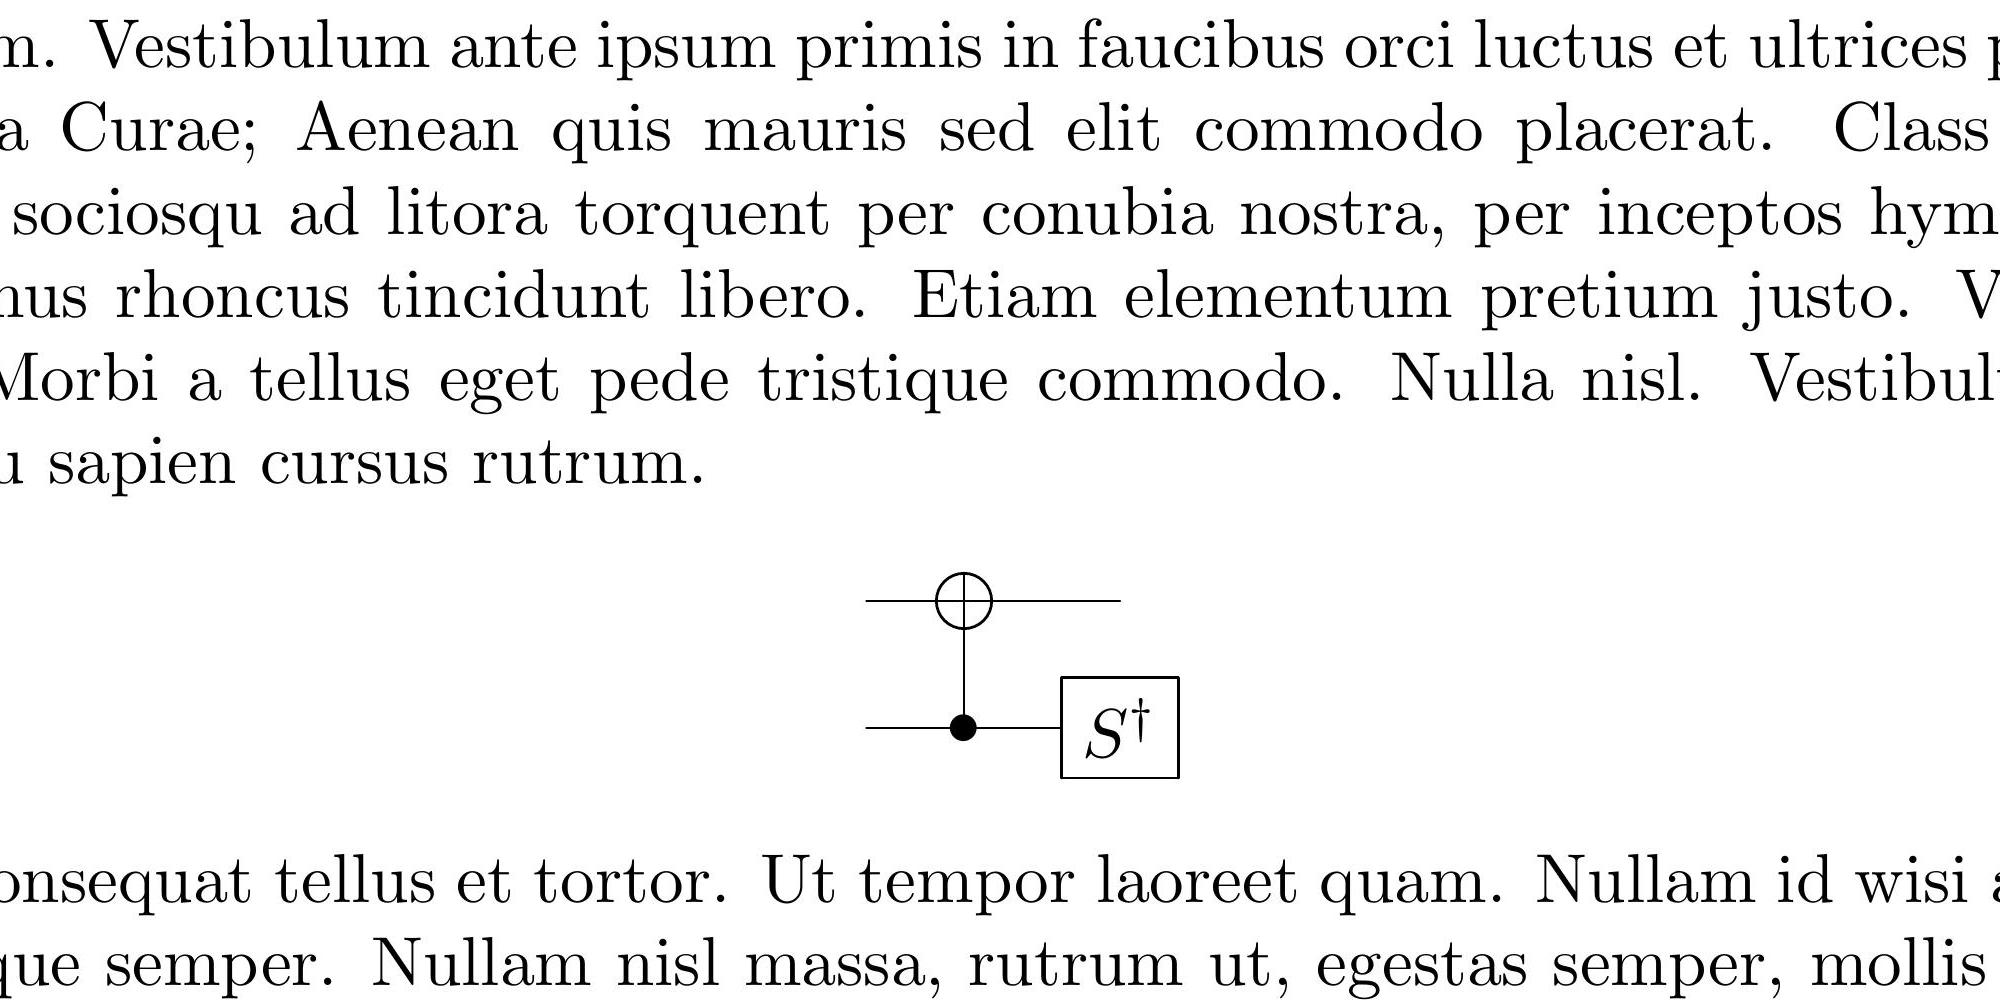 m. Vestibulum ante ipsum primis in faucibus orci luctus et ultrices
a Curae; Aenean quis mauris sed elit commodo placerat. Class
sociosqu ad litora torquent per conubia nostra, per inceptos hym
nus rhoncus tincidunt libero. Etiam elementum pretium justo. V
Morbi a tellus eget pede tristique commodo. Nulla nisl. Vestibul
u sapien cursus rutrum.
S†
onsequat tellus et tortor. Ut tempor laoreet quam. Nullam id wisi
que semper. Nullam nisl massa, rutrum ut, egestas semper, mollis